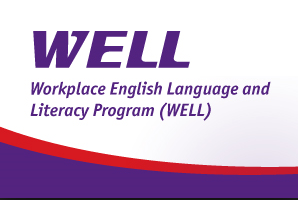 WELL
Workplace English Language and
Literacy Program (WELL)